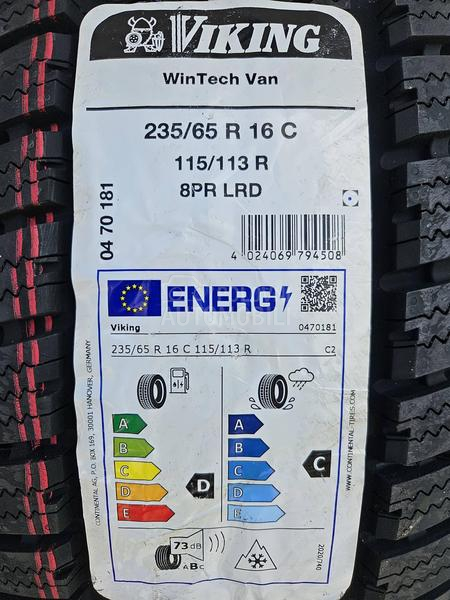 VIKING
WinTech Van
235/65 R 16 C
115/113 R
8PR LRD
04 70 181
4 024069 794508
ENERG
Viking
0470181
235/65 R 16 C 115/113 R
C2
A
B
C
D
E
D
A
B
C
D
E
C
73 dB
ABC
2020/740
CONTINENTAL AG, P.O. BOX 169, 30001 HANOVER, GERMANY
WWW.CONTINENTAL-TIRES.COM